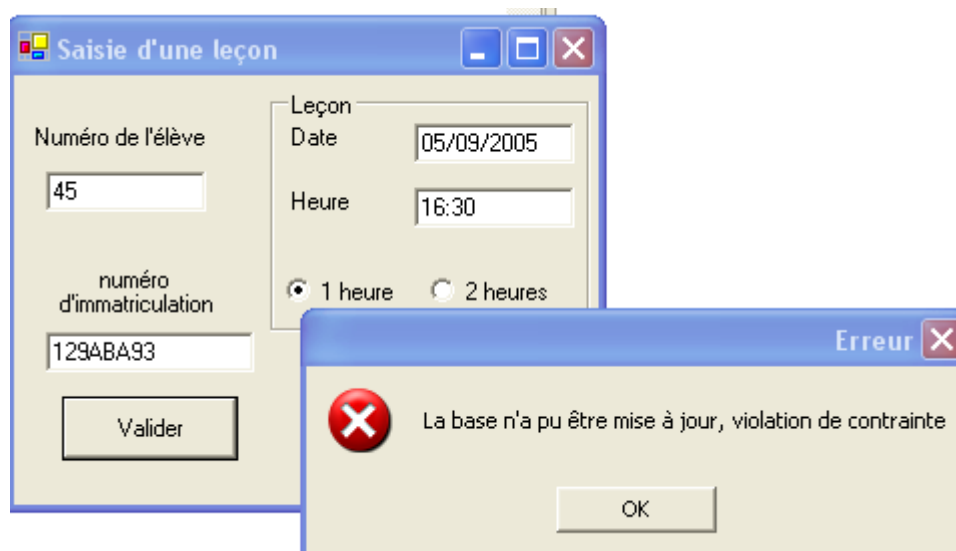 Saisie d'une leçon
Numéro de l'élève
45
numéro
d'immatriculation
129ABA93
Valider
Leçon
Date
05/09/2005
Heure
16:30
1 heure
2 heures
Erreur
La base n'a pu être mise à jour, violation de contrainte
OK